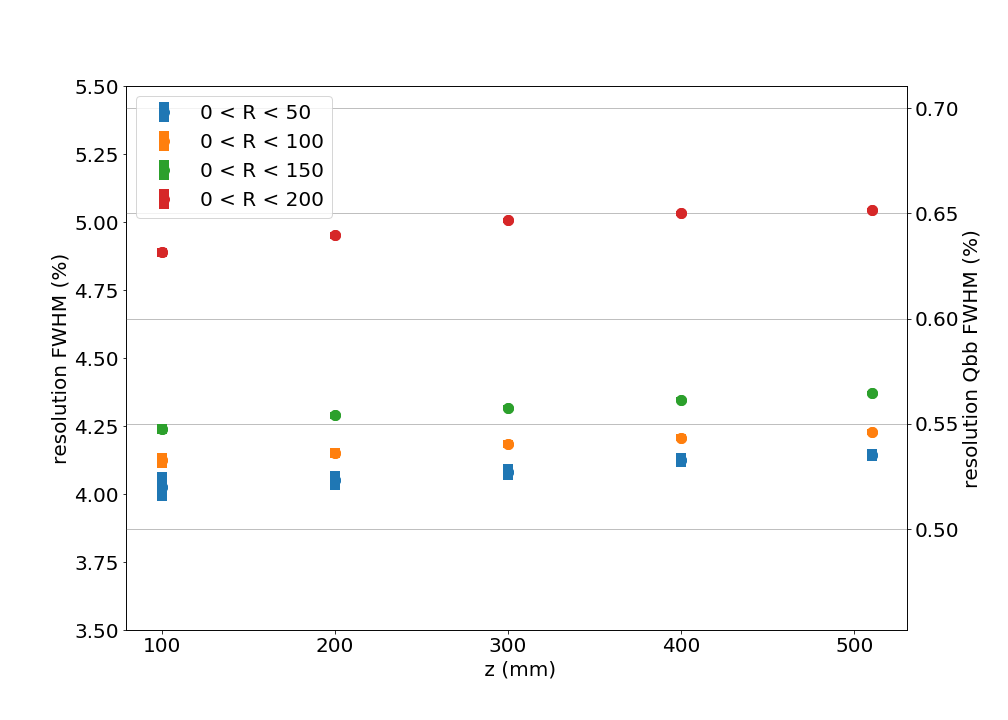 5.50
5.25
5.00
4.75
4.50
4.25
4.00
3.75
3.50
resolution FWHM (%)
0 < R < 50
0 < R < 100
0 < R < 150
0 < R < 200
0.70
0.65
0.60
0.55
0.50
resolution Qbb FWHM (%)
100 200 300 400 500
z (mm)